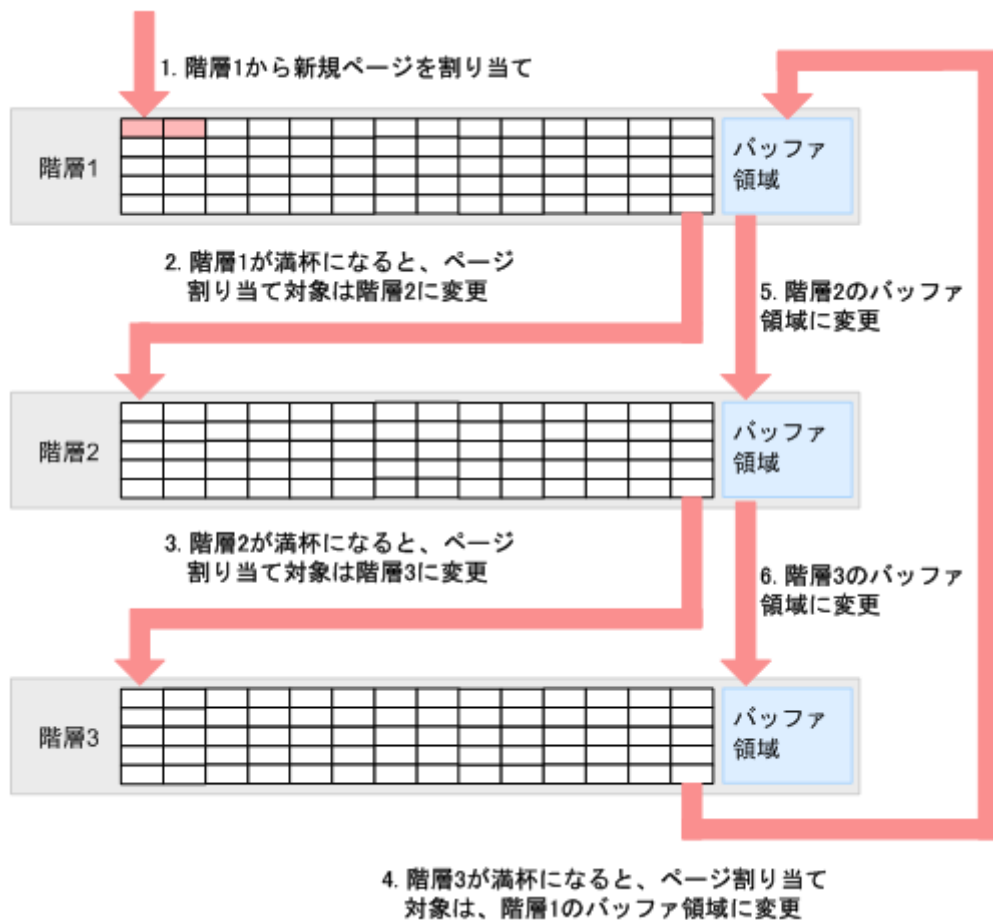 1. 階層1から新規ページを割り当て
階層1
バッファ
領域
2. 階層1が満杯になると、ページ
割り当て対象は階層2に変更
5. 階層2のバッファ
領域に変更
階層2
バッファ
領域
3. 階層2が満杯になると、ページ
割り当て対象は階層3に変更
6. 階層3のバッファ
領域に変更
階層3
バッファ
領域
4. 階層3が満杯になると、ページ割り当て
対象は、階層1のバッファ領域に変更